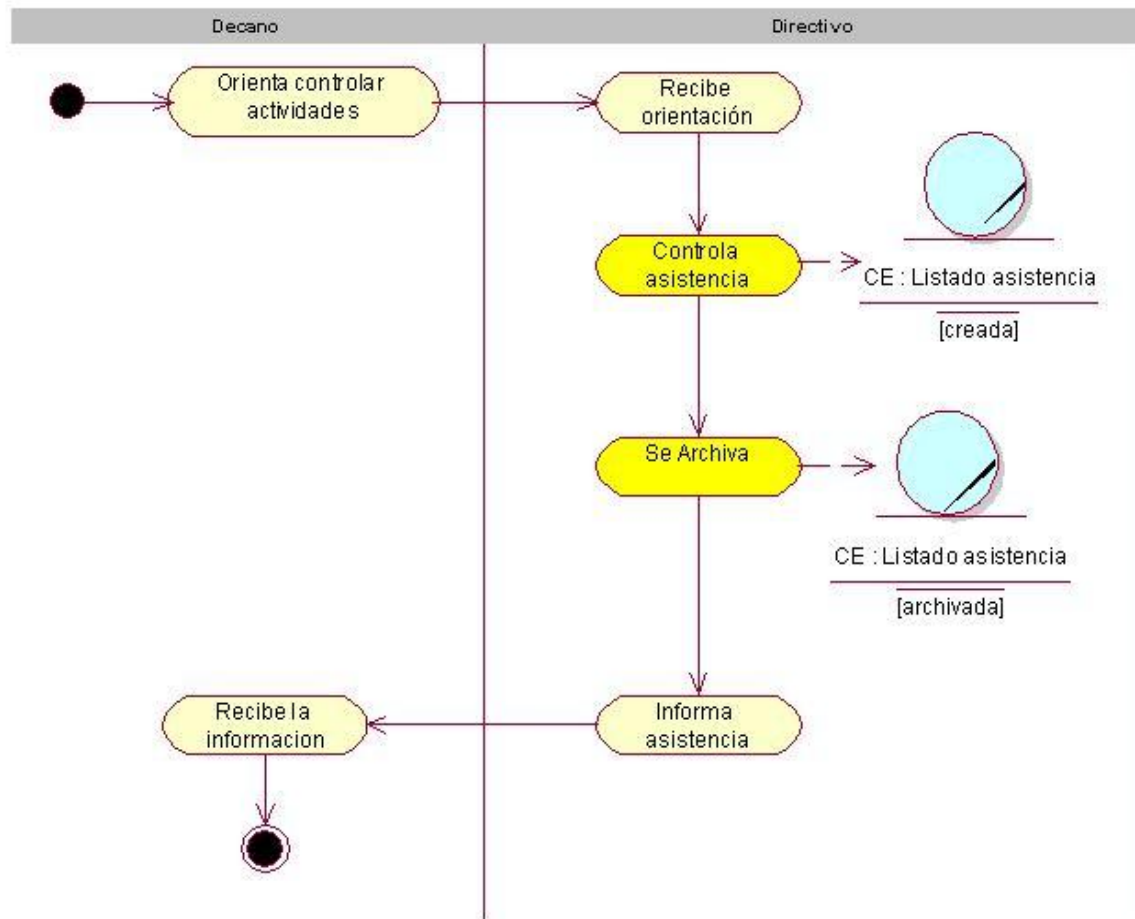 Decano
Directivo
Orienta controlar
actividades
Recibe
orientación
Controla
asistencia
CE : Listado asistencia
[creada]
Se Archiva
CE : Listado asistencia
[archivada]
Recibe la
informacion
Informa
asistencia